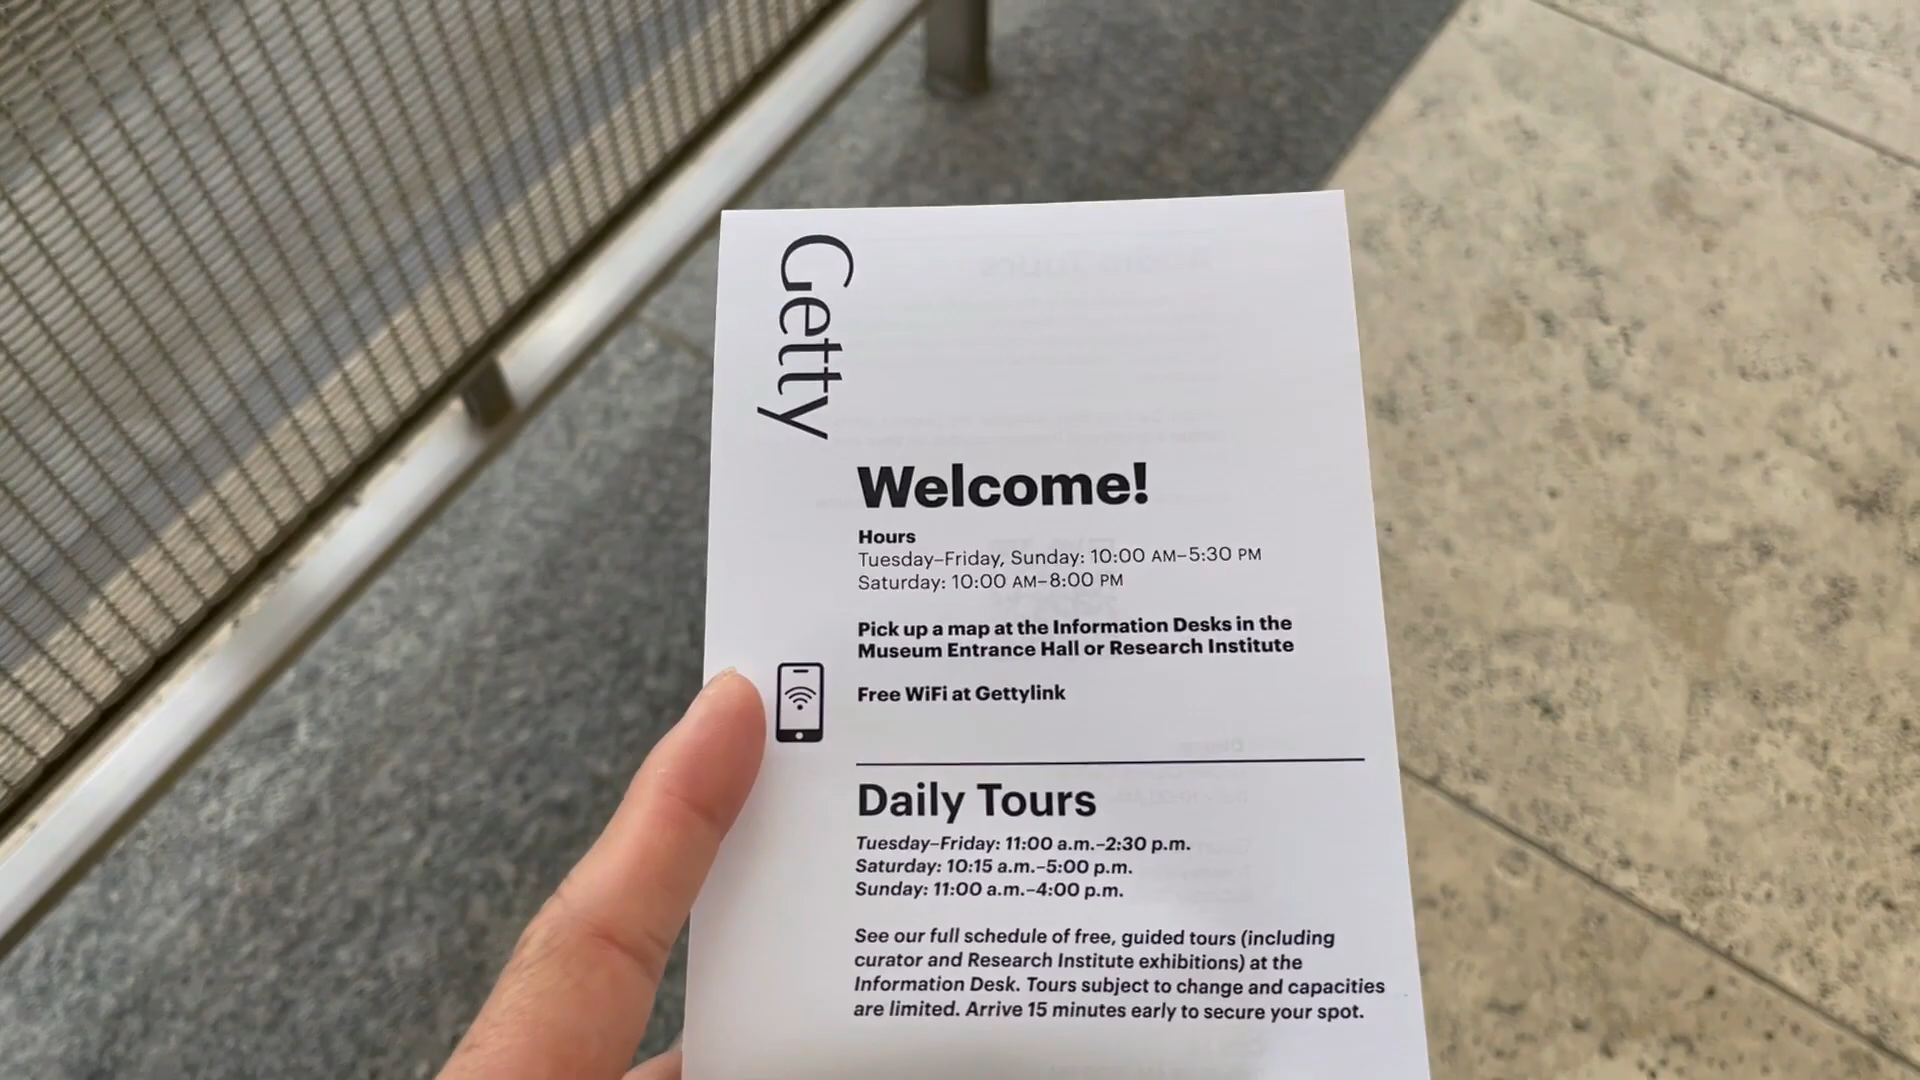 Getty
Welcome!
Hours
Tuesday–Friday, Sunday: 10:00 AM–5:30 PM
Saturday: 10:00 AM–8:00 PM
Pick up a map at the Information Desks in the
Museum Entrance Hall or Research Institute
Free WiFi at Gettylink
Daily Tours
Tuesday–Friday: 11:00 a.m.–2:30 p.m.
Saturday: 10:15 a.m.–5:00 p.m.
Sunday: 11:00 a.m.–4:00 p.m.
See our full schedule of free, guided tours (including
curator and Research Institute exhibitions) at the
Information Desk. Tours subject to change and capacities
are limited. Arrive 15 minutes early to secure your spot.